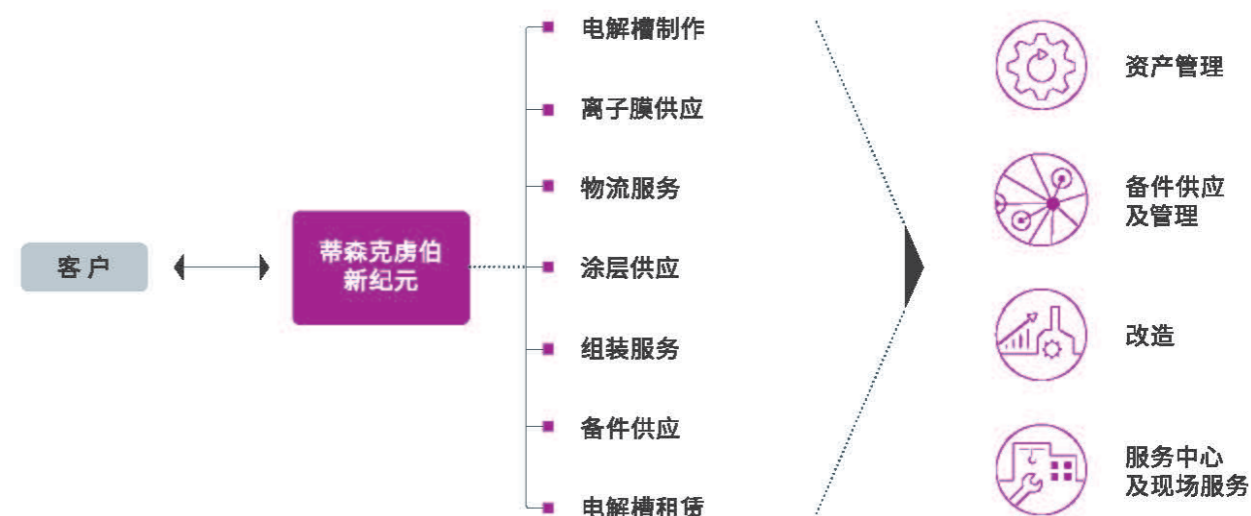 客户
蒂森克虏伯
新纪元
电解槽制作
离子膜供应
物流服务
涂层供应
组装服务
备件供应
电解槽租赁
资产管理
备件供应
及管理
改造
服务中心
及现场服务